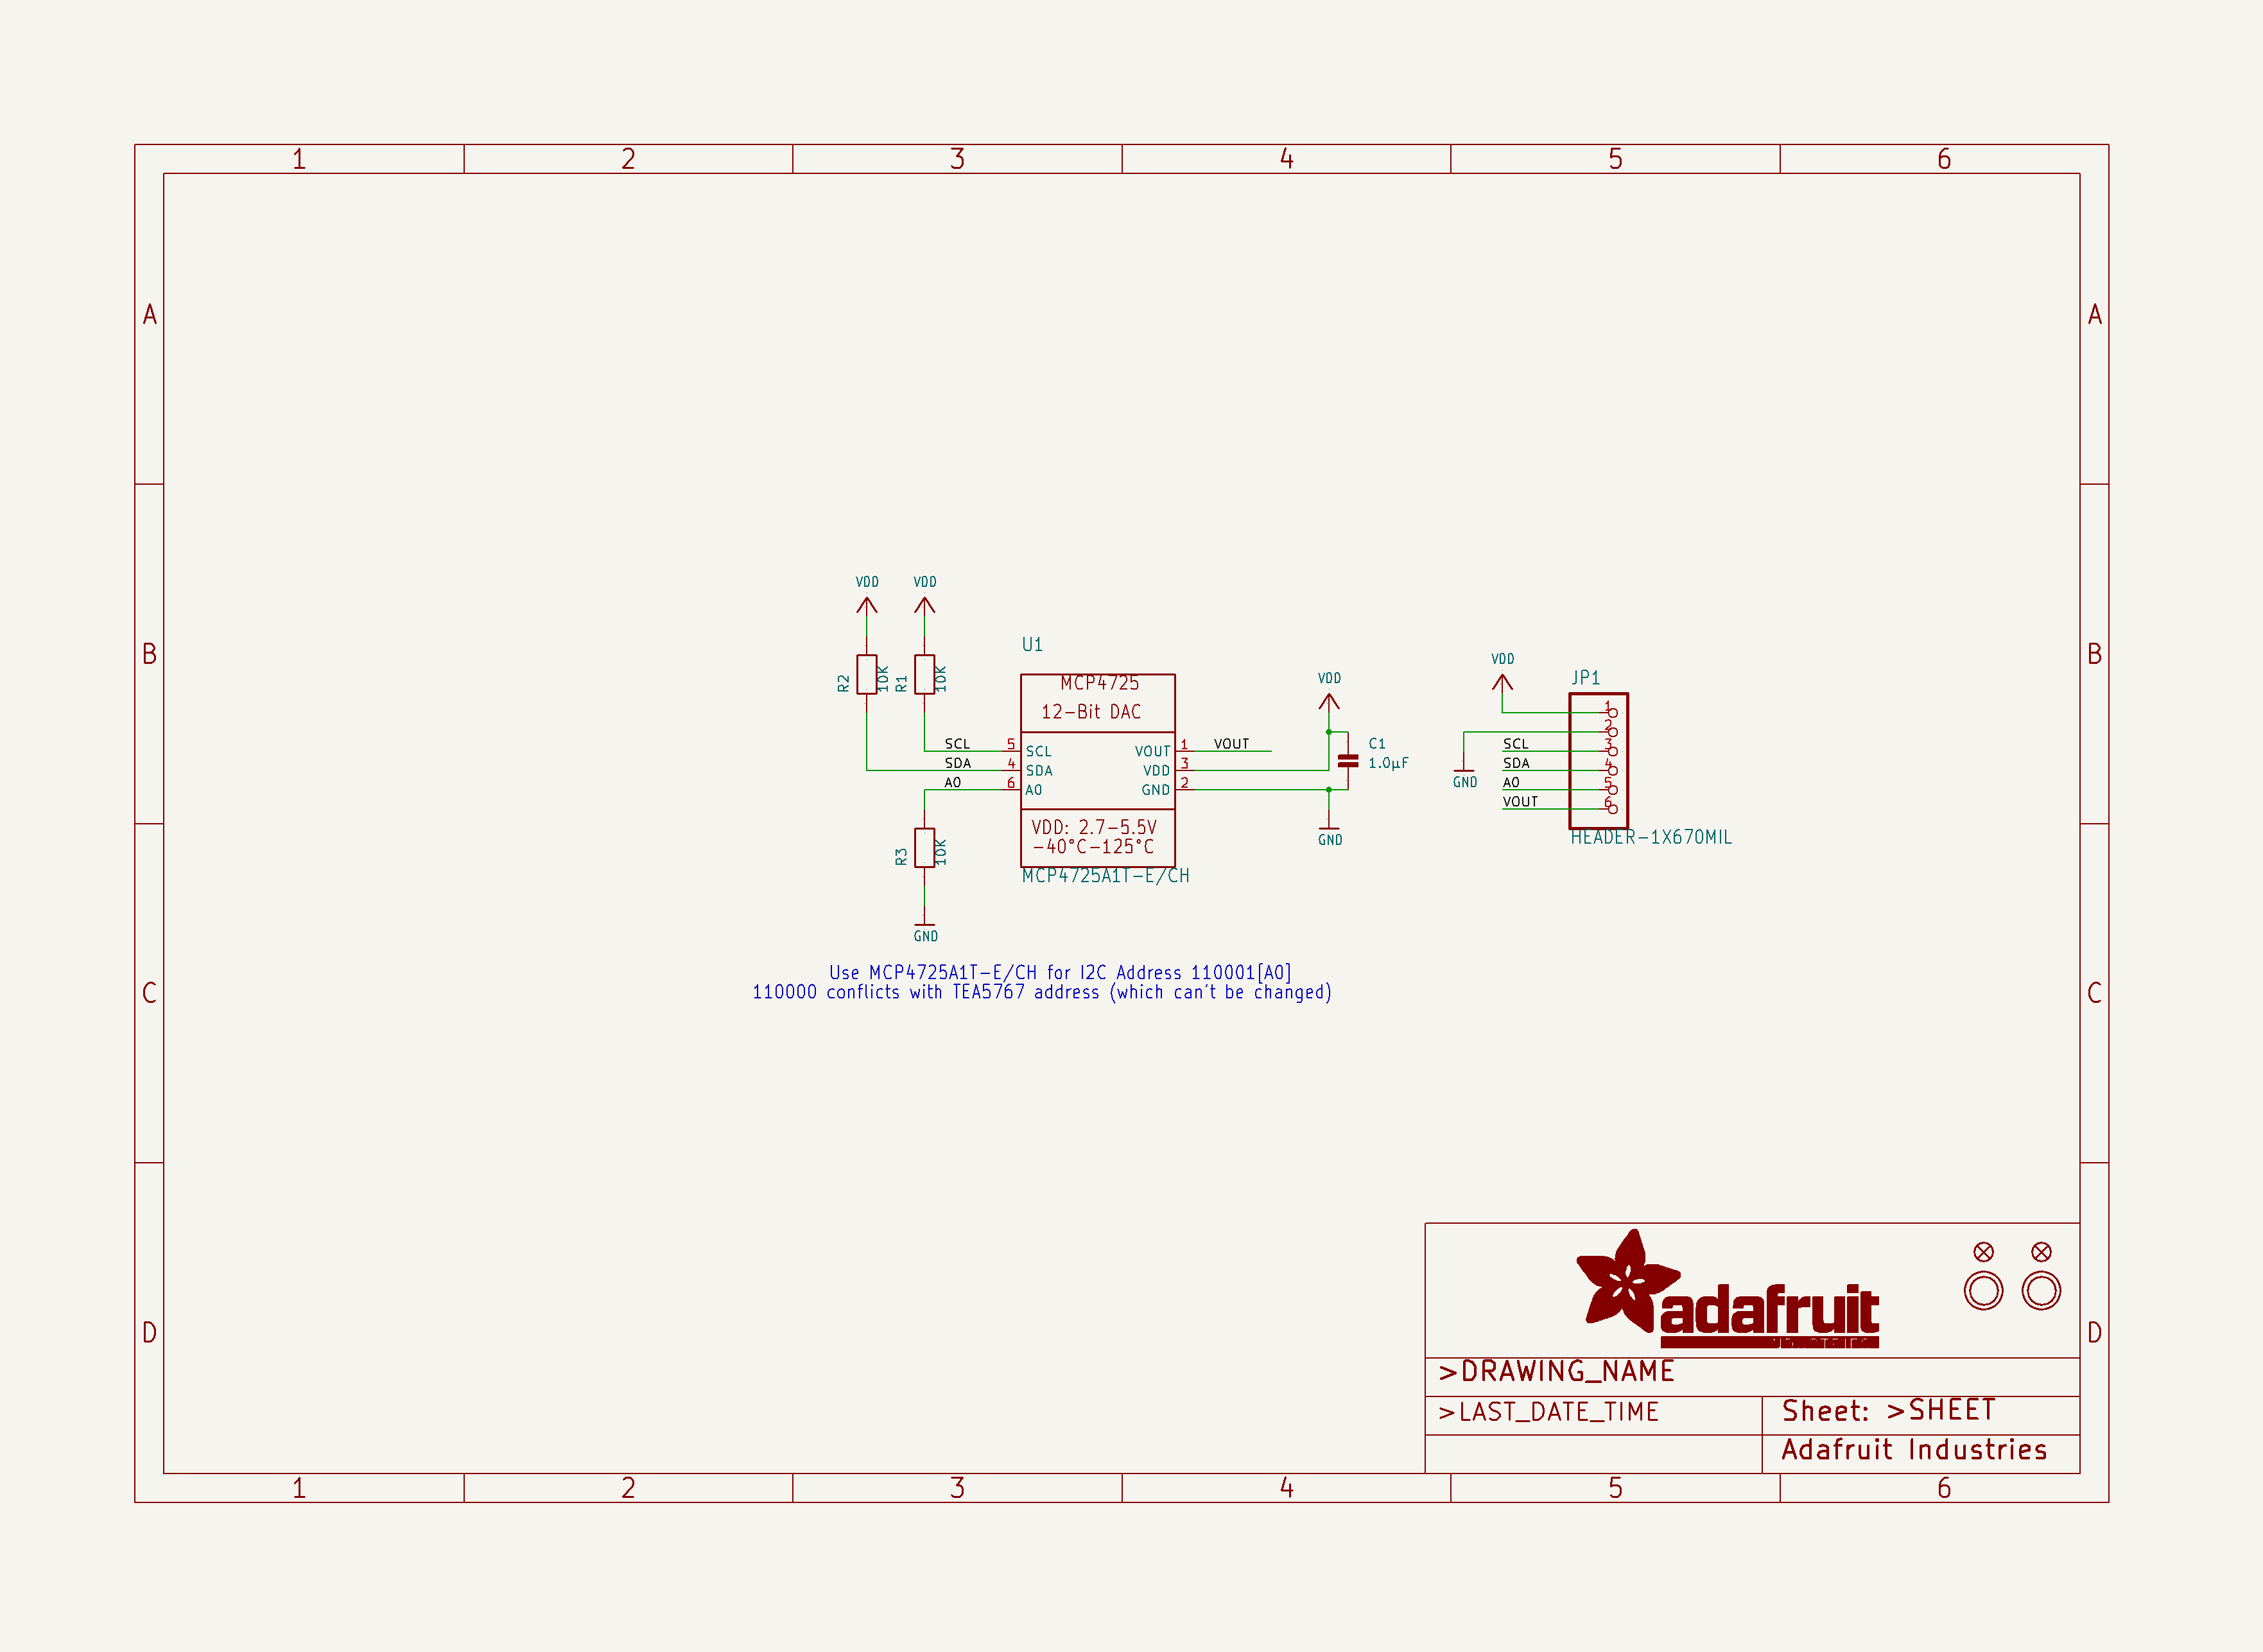 1 2 3 4 5 6
A A
B B
C C
D D
VDD VDD
R2 10K R1 10K
U1
MCP4725
12-Bit DAC
SCL 5 SCL VOUT 1 VOUT
SDA 4 SDA VDD 3
A0 6 A0 GND 2
VDD: 2.7-5.5V
-40°C-125°C
MCP4725A1T-E/CH
R3 10K
GND
VDD
C1
1.0µF
GND
VDD
JP1
1
2
SCL 3
SDA 4
A0 5
VOUT 6
GND
HEADER-1X670MIL
Use MCP4725A1T-E/CH for I2C Address 110001[A0]
110000 conflicts with TEA5767 address (which can't be changed)
adafruit
>DRAWING_NAME
>LAST_DATE_TIME Sheet: >SHEET
Adafruit Industries
1 2 3 4 5 6